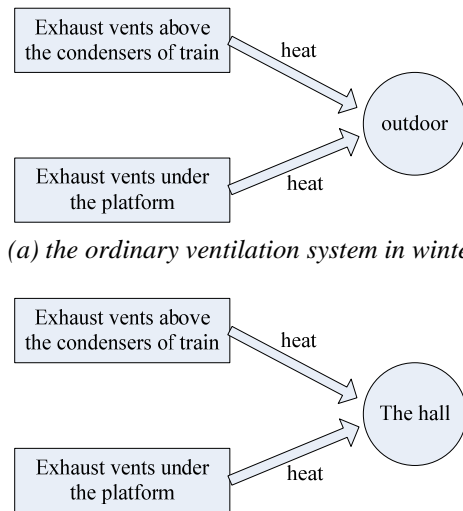 Exhaust vents above
the condensers of train
heat
outdoor
Exhaust vents under
the platform
heat
(a) the ordinary ventilation system in winte
Exhaust vents above
the condensers of train
heat
The hall
Exhaust vents under
the platform
heat